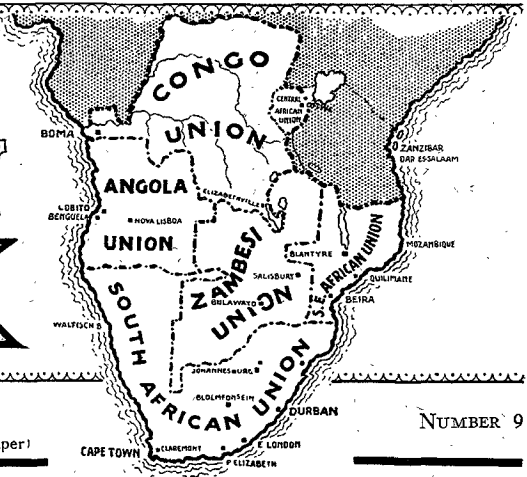 CONGO
UNION
CENTRAL
AFRICAN
UNION
BOMA
ZANZIBAR
DAR ES SALAAM
ANGOLA
UNION
ELIZABETHVILLE
LOBITO
BENGUELA
NOVA LISBOA
ZAMBESI
UNION
BLANTYRE
SALISBURY
BULAWAYO
S.E. AFRICAN UNION
MOZAMBIQUE
QUILIMANE
BEIRA
WALFISCH B.
SOUTH AFRICAN UNION
JOHANNESBURG
BLOEMFONSEIN
DURBAN
E LONDON
P ELIZABETH
CAPE TOWN
CLAREMONT
NUMBER 9
per)